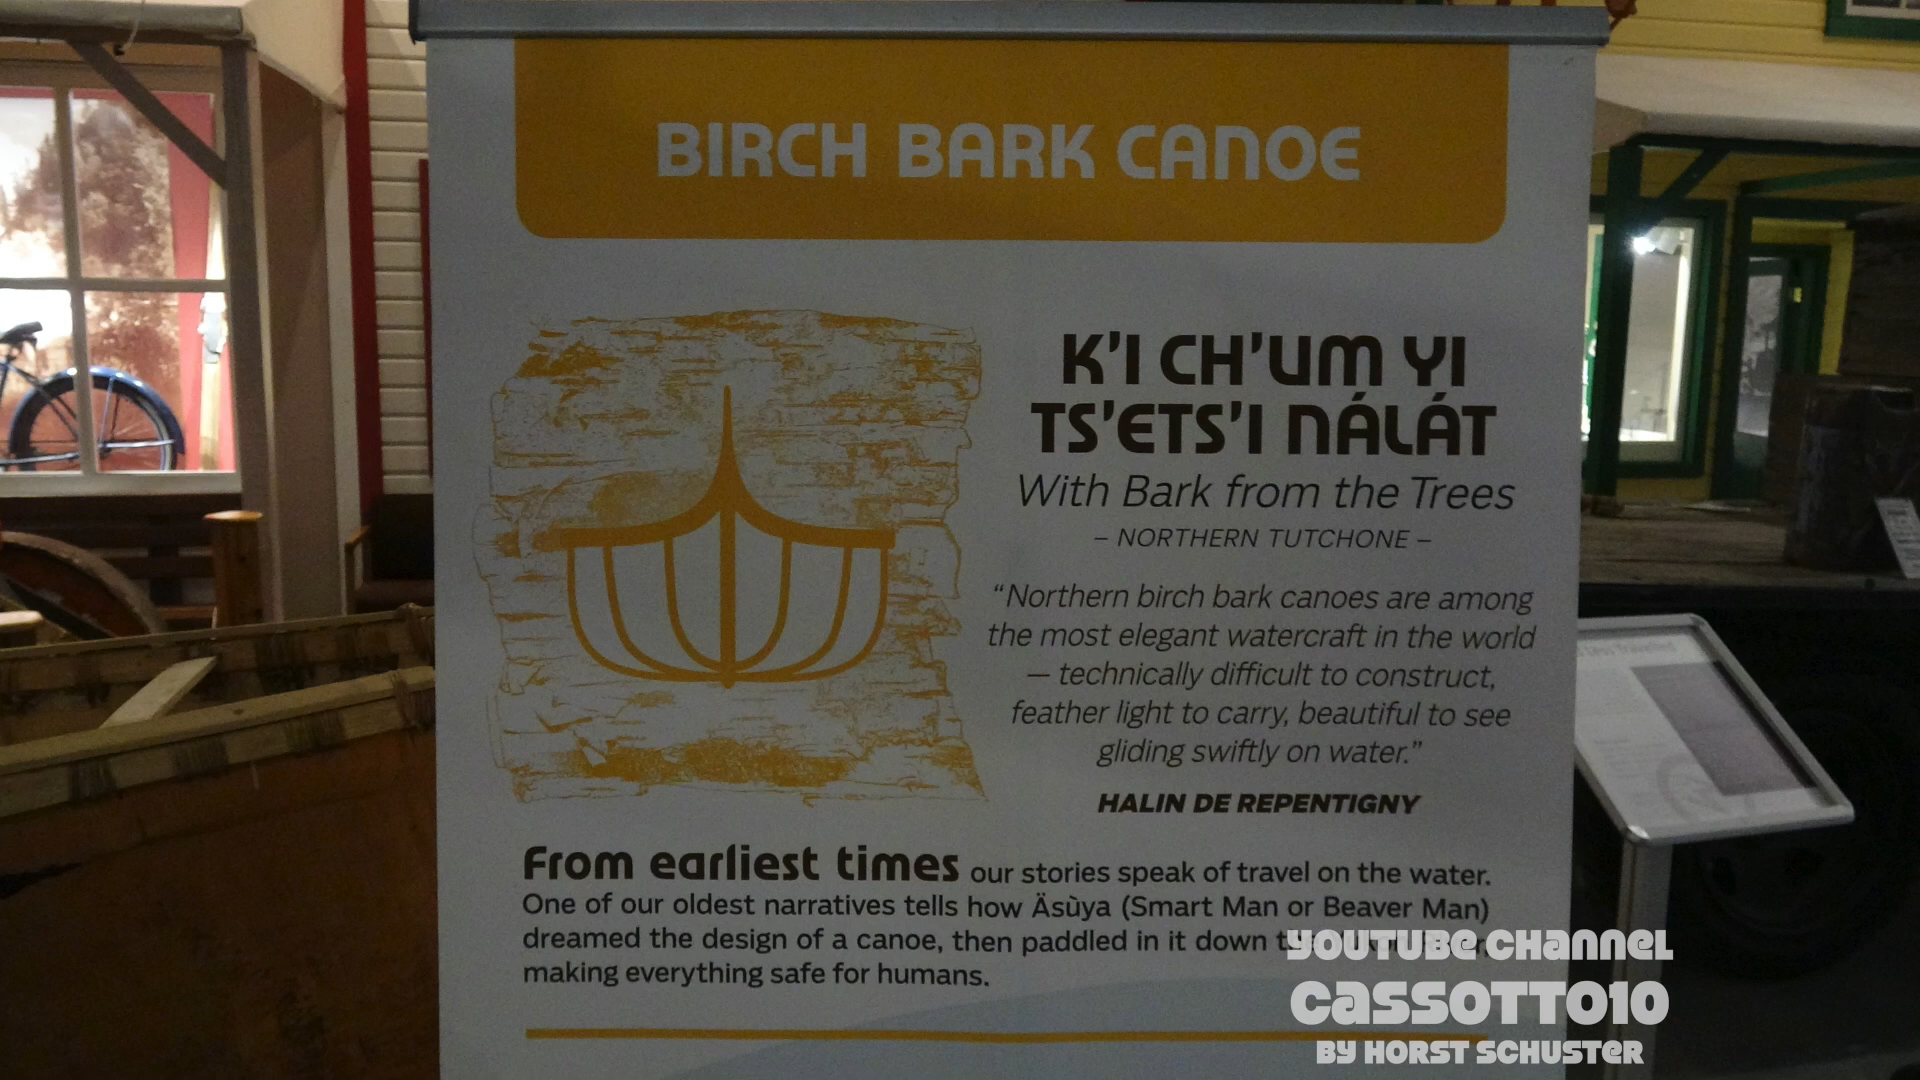 BIRCH BARK CANOE
K'I CH'UM YI
TS'ETS'I NÁLÁT
With Bark from the Trees
– NORTHERN TUTCHONE –
“Northern birch bark canoes are among
the most elegant watercraft in the world
— technically difficult to construct,
feather light to carry, beautiful to see
gliding swiftly on water.”
HALIN DE REPENTIGNY
From earliest times our stories speak of travel on the water.
One of our oldest narratives tells how Äsùya (Smart Man or Beaver Man)
dreamed the design of a canoe, then paddled in it down
making everything safe for humans.
YOUTUBE CHANNEL
CASSOTTO10
BY HORST SCHUSTER
Less Travelled